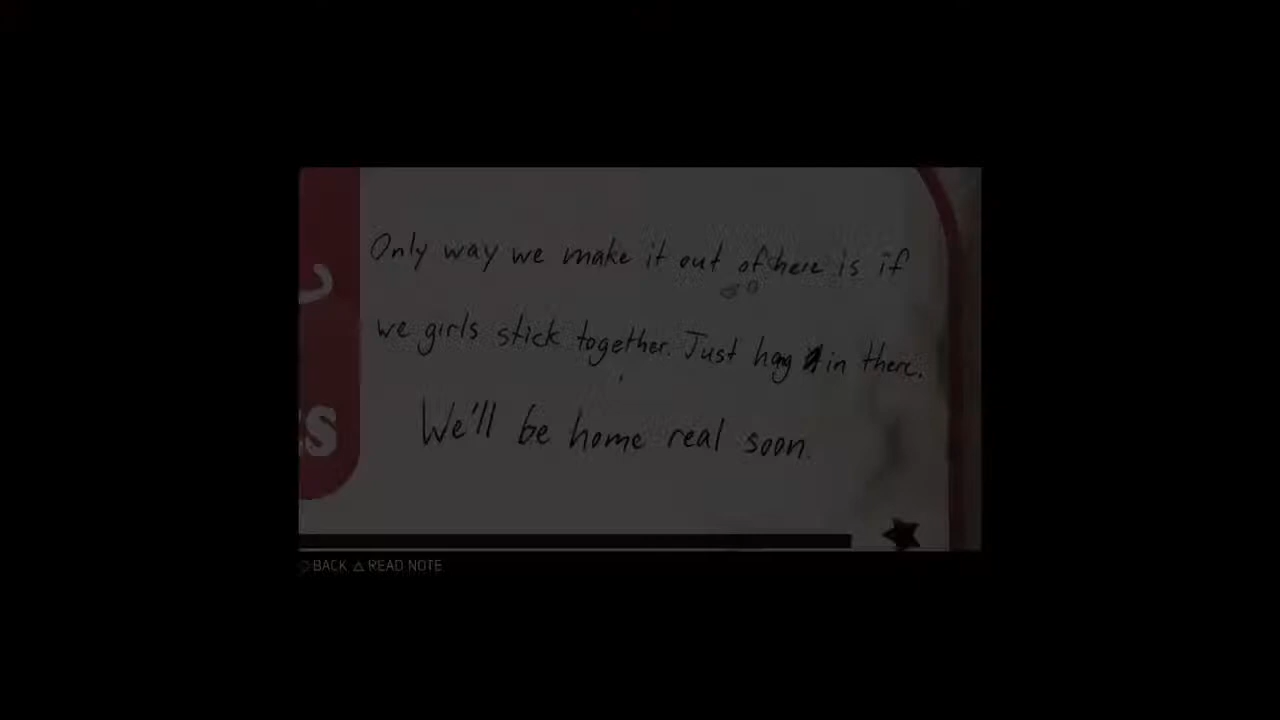 Only way we make it out of here is if
we girls stick together. Just hag in there.
We'll be home real soon.
S
BACK △ READ NOTE